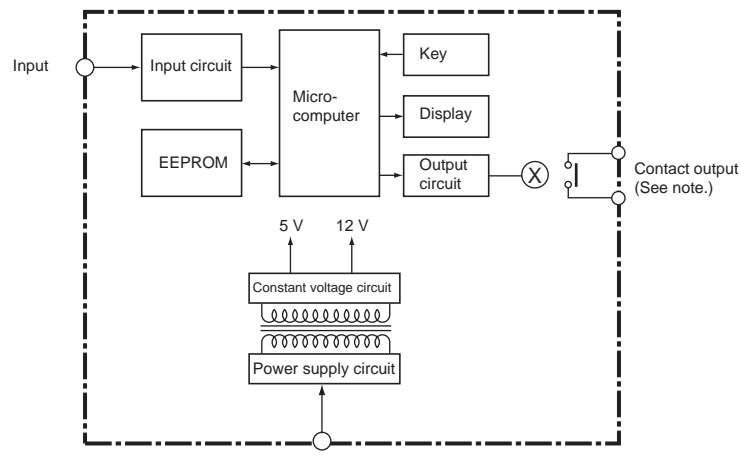 Input
Input circuit
Micro-
computer
Key
Display
EEPROM
Output
circuit
X
Contact output
(See note.)
5 V
12 V
Constant voltage circuit
Power supply circuit